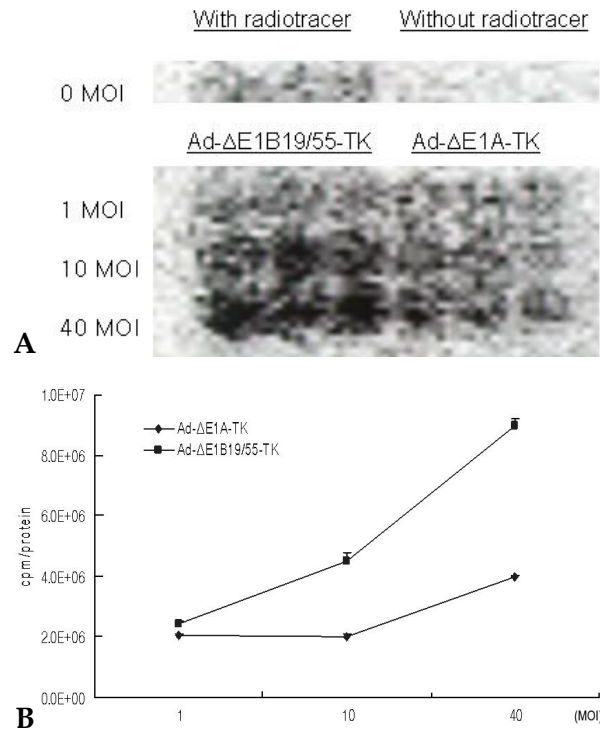 With radiotracer Without radiotracer
0 MOI
Ad-ΔE1B19/55-TK Ad-ΔE1A-TK
1 MOI
10 MOI
40 MOI
A
1.0E+07
8.0E+06
6.0E+06
4.0E+06
2.0E+06
0.0E+00
cpm/protein
Ad-ΔE1A-TK
Ad-ΔE1B19/55-TK
1 10 40 (MOI
B